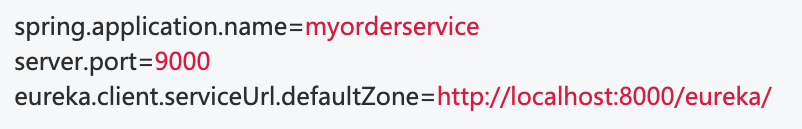 spring.application.name=myorderservice
server.port=9000
eureka.client.serviceUrl.defaultZone=http://localhost:8000/eureka/